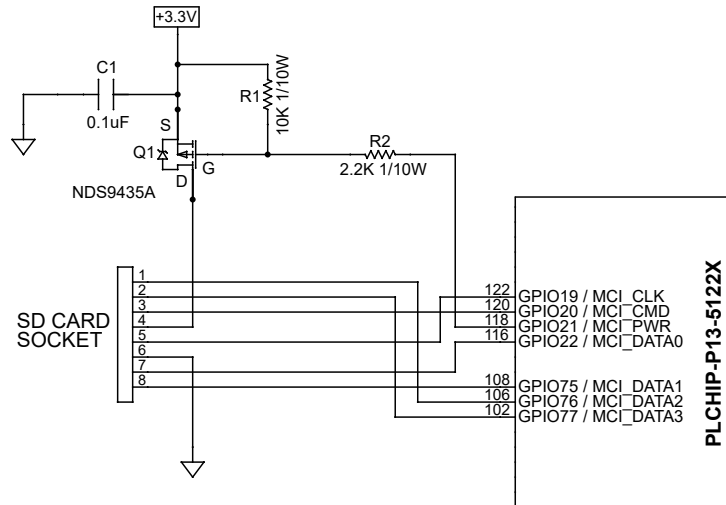 +3.3V
C1
0.1uF
R1
10K 1/10W
S
Q1
G
D
NDS9435A
R2
2.2K 1/10W
SD CARD
SOCKET
1
2
3
4
5
6
7
8
122 GPIO19 / MCI_CLK
120 GPIO20 / MCI_CMD
118 GPIO21 / MCI_PWR
116 GPIO22 / MCI_DATA0
108 GPIO75 / MCI_DATA1
106 GPIO76 / MCI_DATA2
102 GPIO77 / MCI_DATA3
PLCHIP-P13-5122X